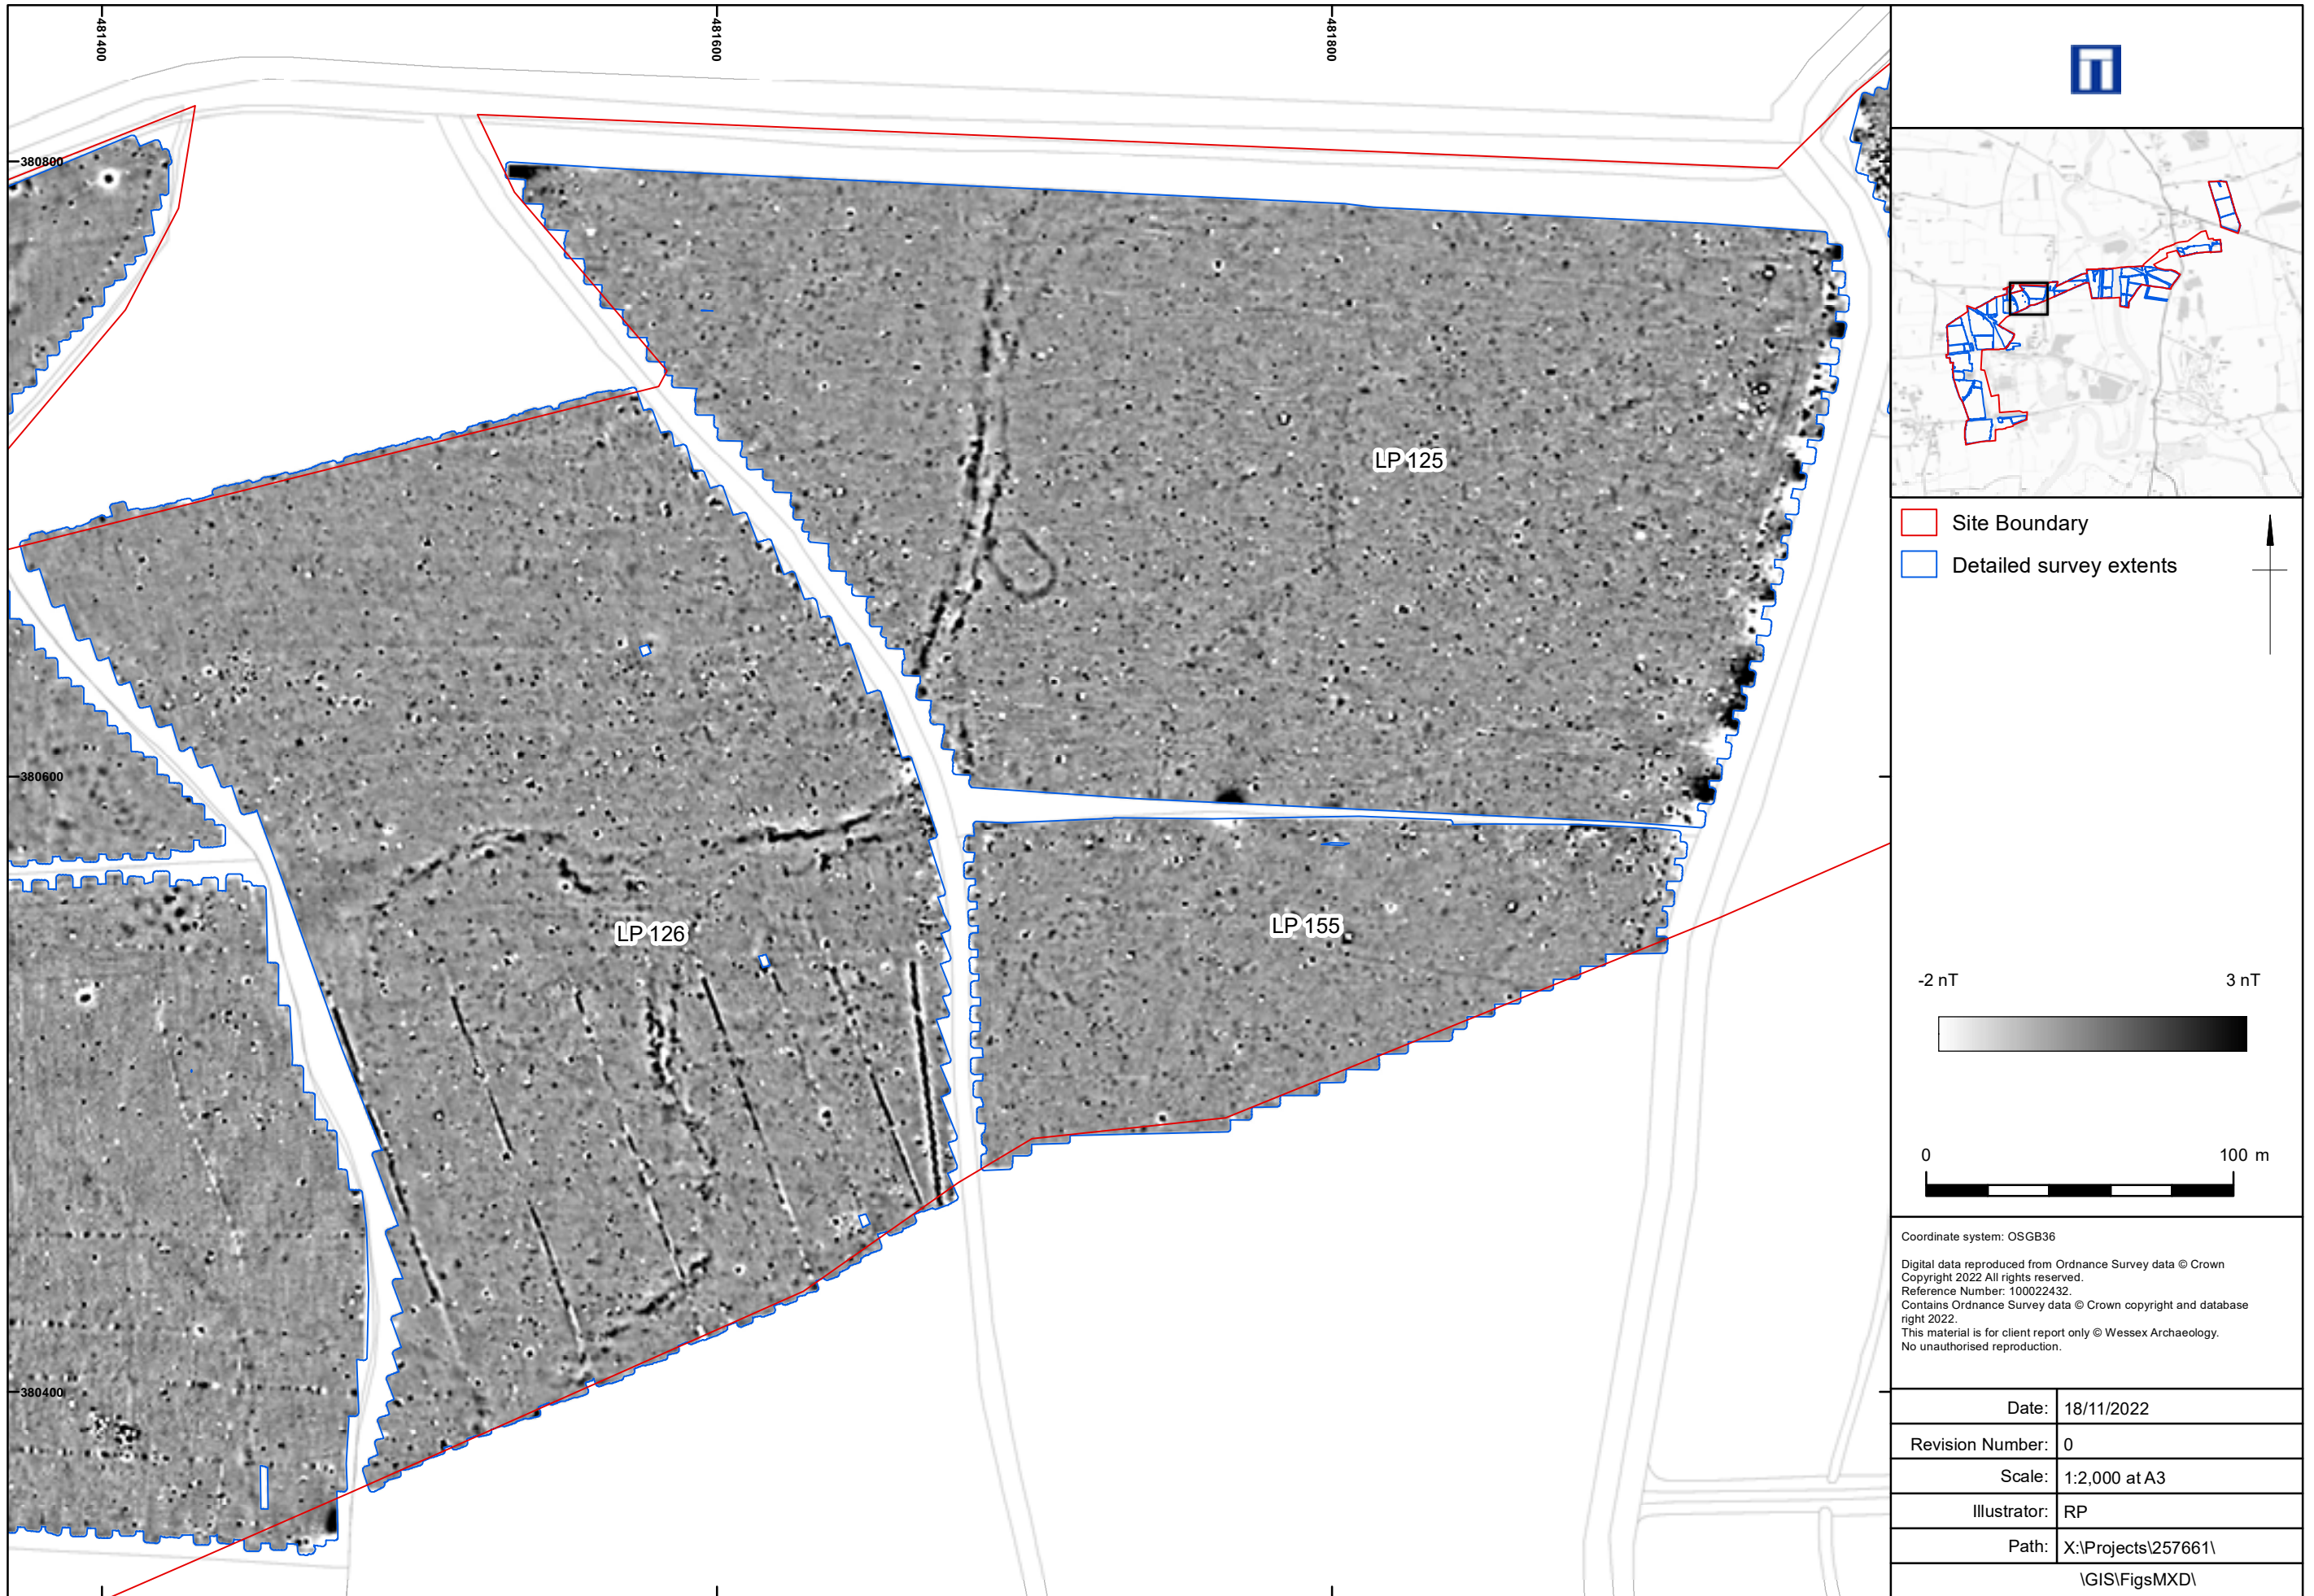 481400
481600
481800
380800
380600
380400
LP 125
LP 126
LP 155
Site Boundary
Detailed survey extents
-2 nT 3 nT
0 100 m
Coordinate system: OSGB36
Digital data reproduced from Ordnance Survey data © Crown
Copyright 2022 All rights reserved.
Reference Number: 100022432.
Contains Ordnance Survey data © Crown copyright and database
right 2022.
This material is for client report only © Wessex Archaeology.
No unauthorised reproduction.
Date: 18/11/2022
Revision Number: 0
Scale: 1:2,000 at A3
Illustrator: RP
Path: X:\Projects\257661\
\GIS\FigsMXD\